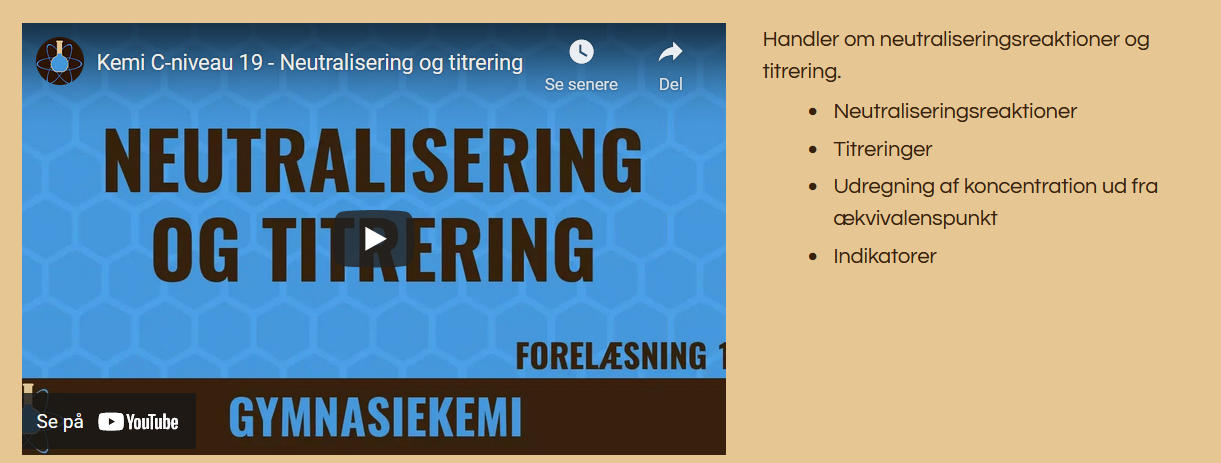 Kemi C-niveau 19 - Neutralisering og titrering
Se senere
Del
NEUTRALISERING
OG TITRERING
FORELÆSNING 1
GYMNASIEKEMI
Se på YouTube
Handler om neutraliseringsreaktioner og
titrering.
Neutraliseringsreaktioner
Titreringer
Udregning af koncentration ud fra
ækvivalenspunkt
Indikatorer